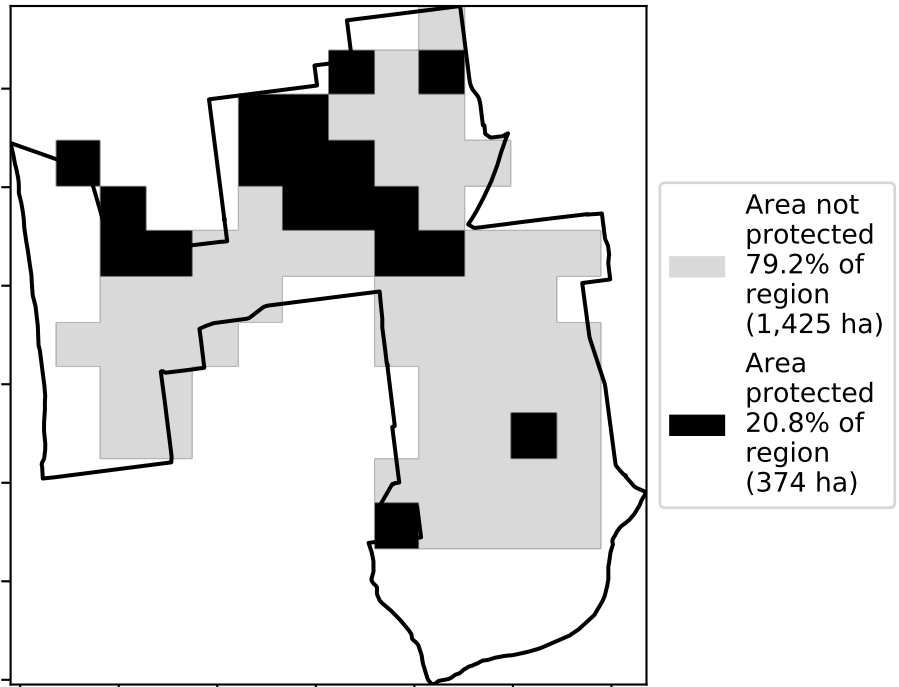 Area not
protected
79.2% of
region
(1,425 ha)
Area
protected
20.8% of
region
(374 ha)